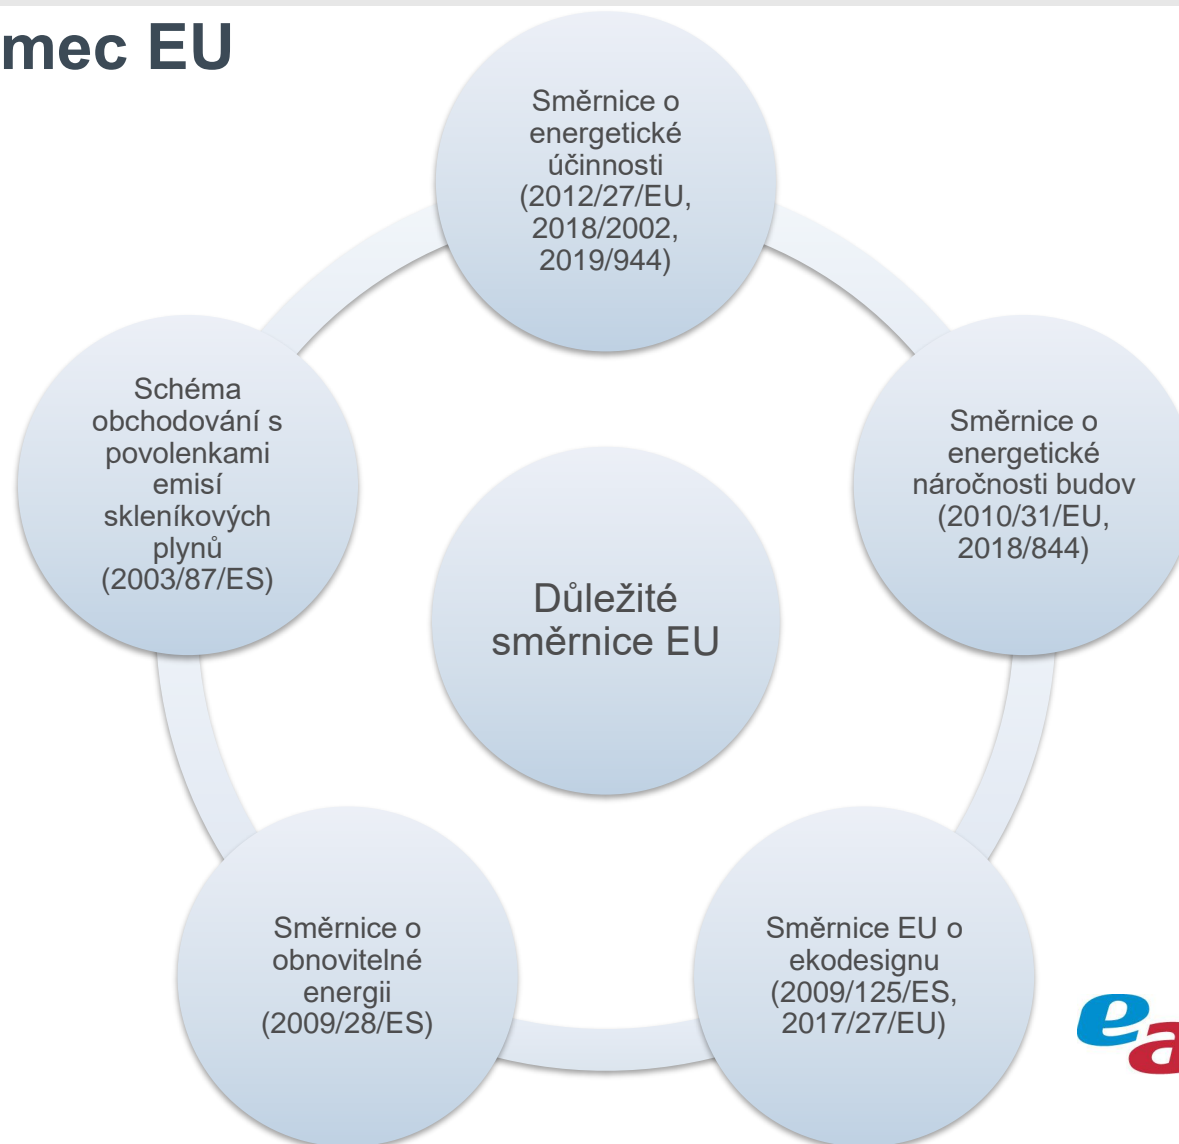 mec EU
Směrnice o
energetické
účinnosti
(2012/27/EU,
2018/2002,
2019/944)
Směrnice o
energetické
náročnosti budov
(2010/31/EU,
2018/844)
Směrnice EU o
ekodesignu
(2009/125/ES,
2017/27/EU)
Směrnice o
obnovitelné
energii
(2009/28/ES)
Schéma
obchodování s
povolenkami
emisí
skleníkových
plynů
(2003/87/ES)
Důležité
směrnice EU
ea